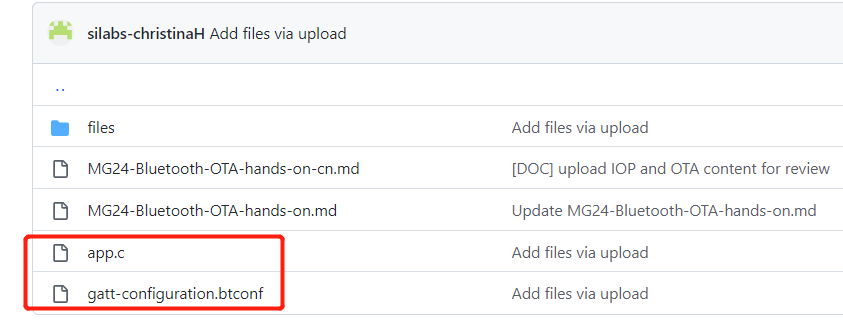 silabs-christinaH Add files via upload
..
files Add files via upload
MG24-Bluetooth-OTA-hands-on-cn.md [DOC] upload IOP and OTA content for review
MG24-Bluetooth-OTA-hands-on.md Update MG24-Bluetooth-OTA-hands-on.md
app.c Add files via upload
gatt-configuration.btconf Add files via upload